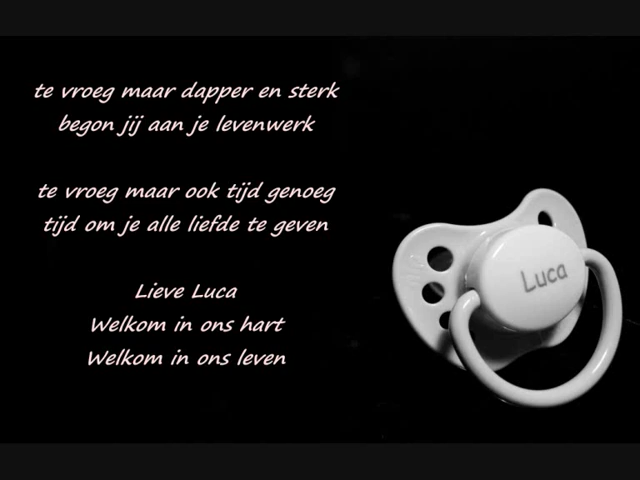 te vroeg maar dapper en sterk
begon jij aan je levenwerk
te vroeg maar ook tijd genoeg
tijd om je alle liefde te geven
Lieve Luca
Welkom in ons hart
Welkom in ons leven
Luca